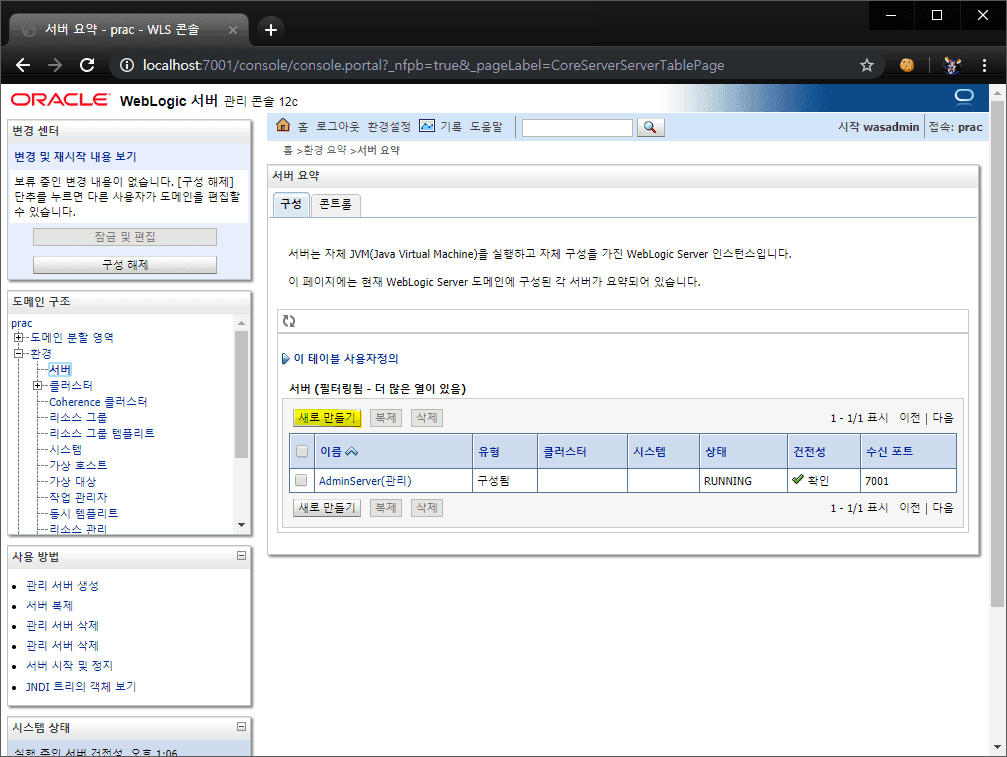 서버 요약 - prac - WLS 콘솔
localhost:7001/console/console.portal?_nfpb=true&_pageLabel=CoreServerServerTablePage
ORACLE WebLogic 서버 관리 콘솔 12c
변경 센터
변경 및 재시작 내용 보기
보류 중인 변경 내용이 없습니다. [구성 해제]
단추를 누르면 다른 사용자가 도메인을 편집할
수 있습니다.
잠금 및 편집
구성 해제
도메인 구조
prac
도메인 분할 영역
환경
서버
클러스터
Coherence 클러스터
리소스 그룹
리소스 그룹 템플리트
시스템
가상 호스트
가상 대상
작업 관리자
동시 템플리트
리소스 관리
사용 방법
관리 서버 생성
서버 복제
관리 서버 삭제
관리 서버 삭제
서버 시작 및 정지
JNDI 트리의 객체 보기
시스템 상태
실행 중인 서버 건전성, 오후 1:06
홈 로그아웃 환경설정 기록 도움말
시작 wasadmin 접속: prac
홈 >환경 요약 >서버 요약
서버 요약
구성 콘트롤
서버는 자체 JVM(Java Virtual Machine)을 실행하고 자체 구성을 가진 WebLogic Server 인스턴스입니다.
이 페이지에는 현재 WebLogic Server 도메인에 구성된 각 서버가 요약되어 있습니다.
이 테이블 사용자정의
서버 (필터링됨 - 더 많은 열이 있음)
새로 만들기 복제 삭제 1 - 1/1 표시 이전 | 다음
이름 유형 클러스터 시스템 상태 건전성 수신 포트
AdminServer(관리) 구성됨 RUNNING 확인 7001
새로 만들기 복제 삭제 1 - 1/1 표시 이전 | 다음